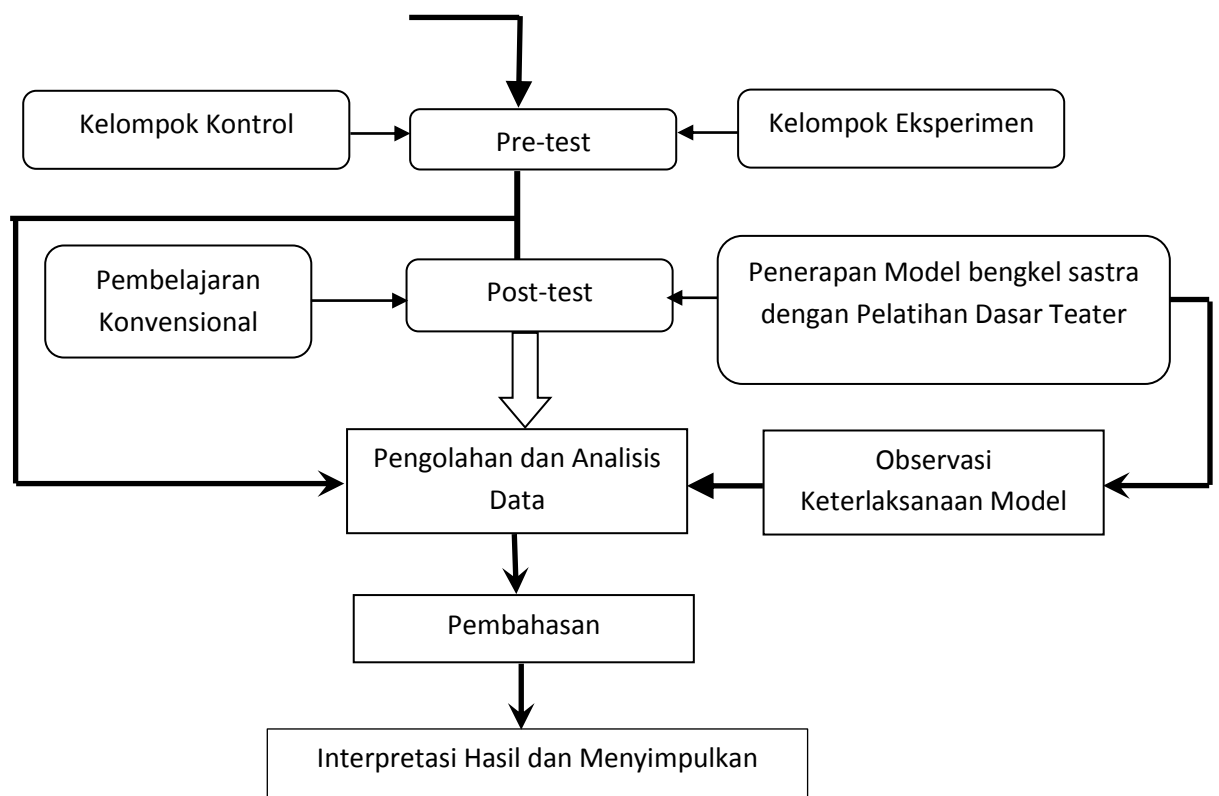 Kelompok Kontrol
Pre-test
Kelompok Eksperimen
Pembelajaran
Konvensional
Post-test
Penerapan Model bengkel sastra
dengan Pelatihan Dasar Teater
Pengolahan dan Analisis
Data
Observasi
Keterlaksanaan Model
Pembahasan
Interpretasi Hasil dan Menyimpulkan